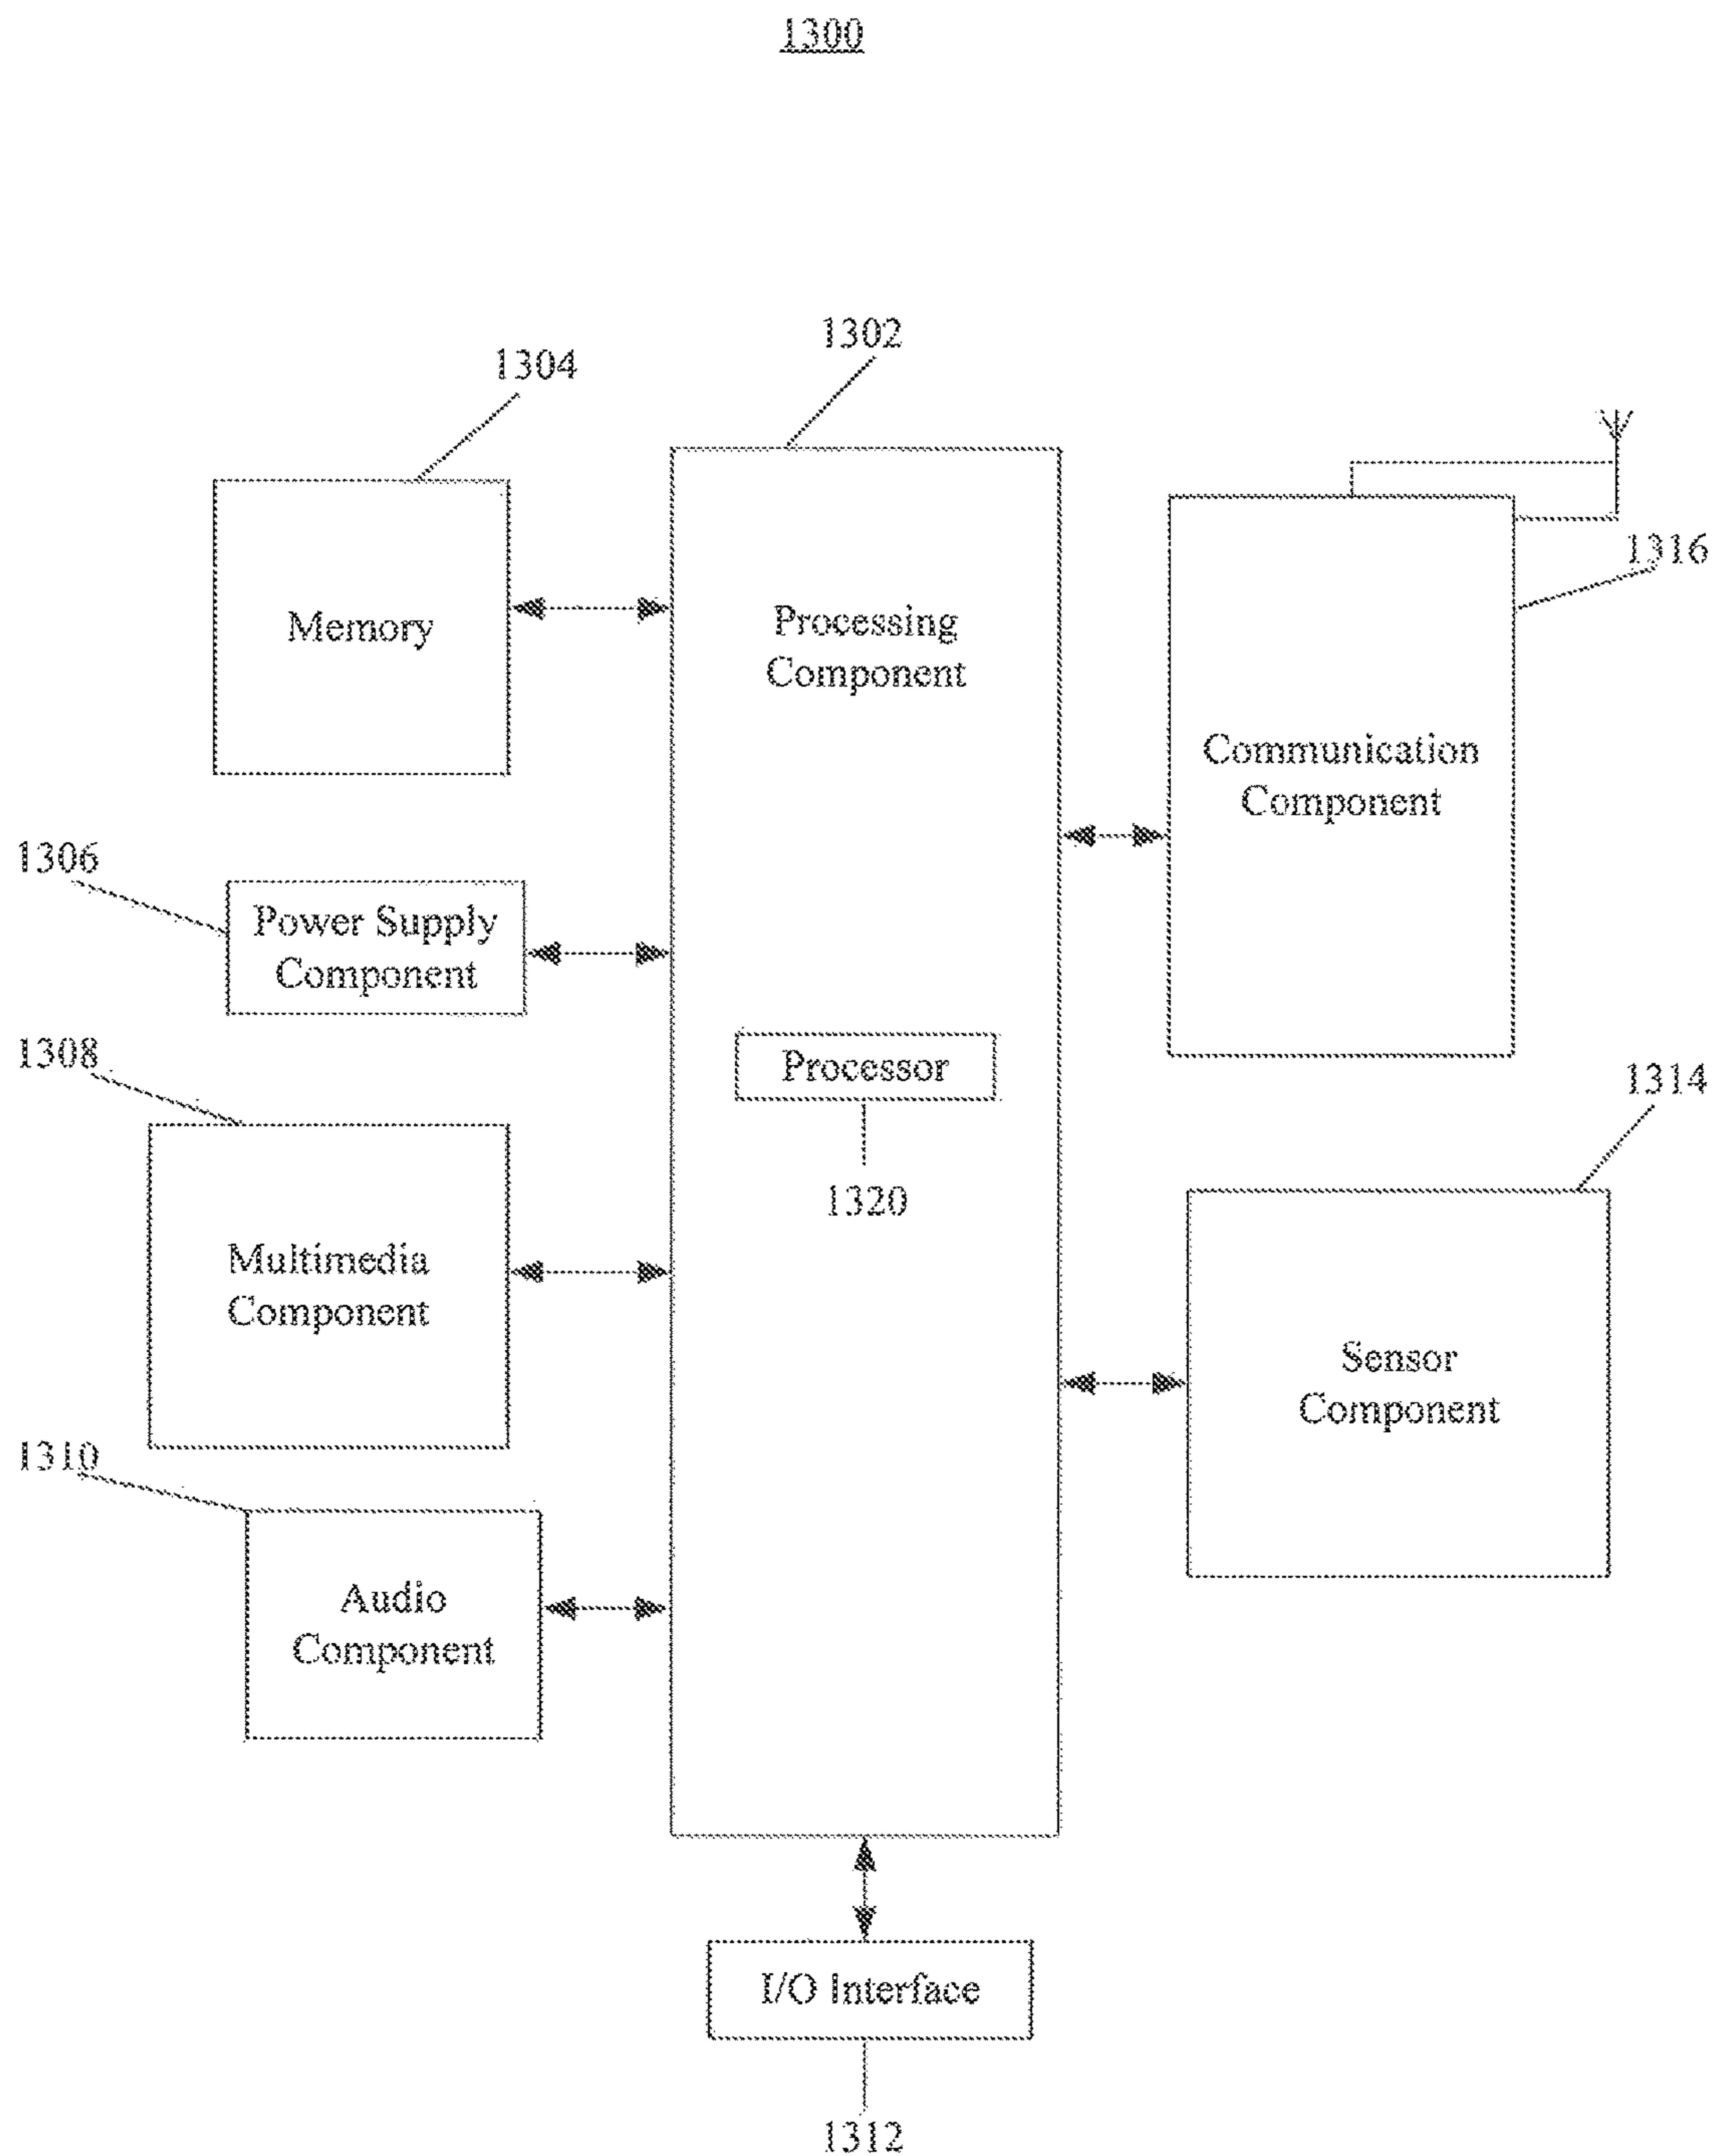 1300
1302
1304
1316
Memory
Processing
Component
Communication
Component
1306
Power Supply
Component
1308
Processor
1314
1320
Multimedia
Component
Sensor
Component
1310
Audio
Component
I/O Interface
1312